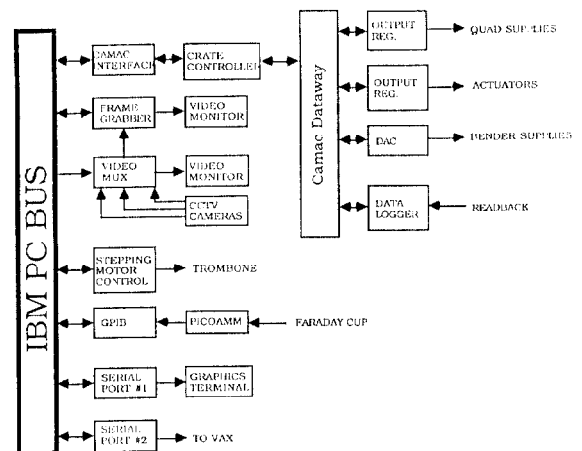 IBM PC BUS
CAMAC
INTERFACE
CRATE
CONTROLLER
FRAME
GRABBER
VIDEO
MONITOR
VIDEO
MUX
VIDEO
MONITOR
CCTV
CAMERAS
STEPPING
MOTOR
CONTROL
TROMBONE
GPIB
PICOAMM
FARADAY CUP
SERIAL
PORT #1
GRAPHICS
TERMINAL
SERIAL
PORT #2
TO VAX
Camac Dataway
OUTPUT
REG.
QUAD SUPPLIES
OUTPUT
REG.
ACTUATORS
DAC
BENDER SUPPLIES
DATA
LOGGER
READBACK